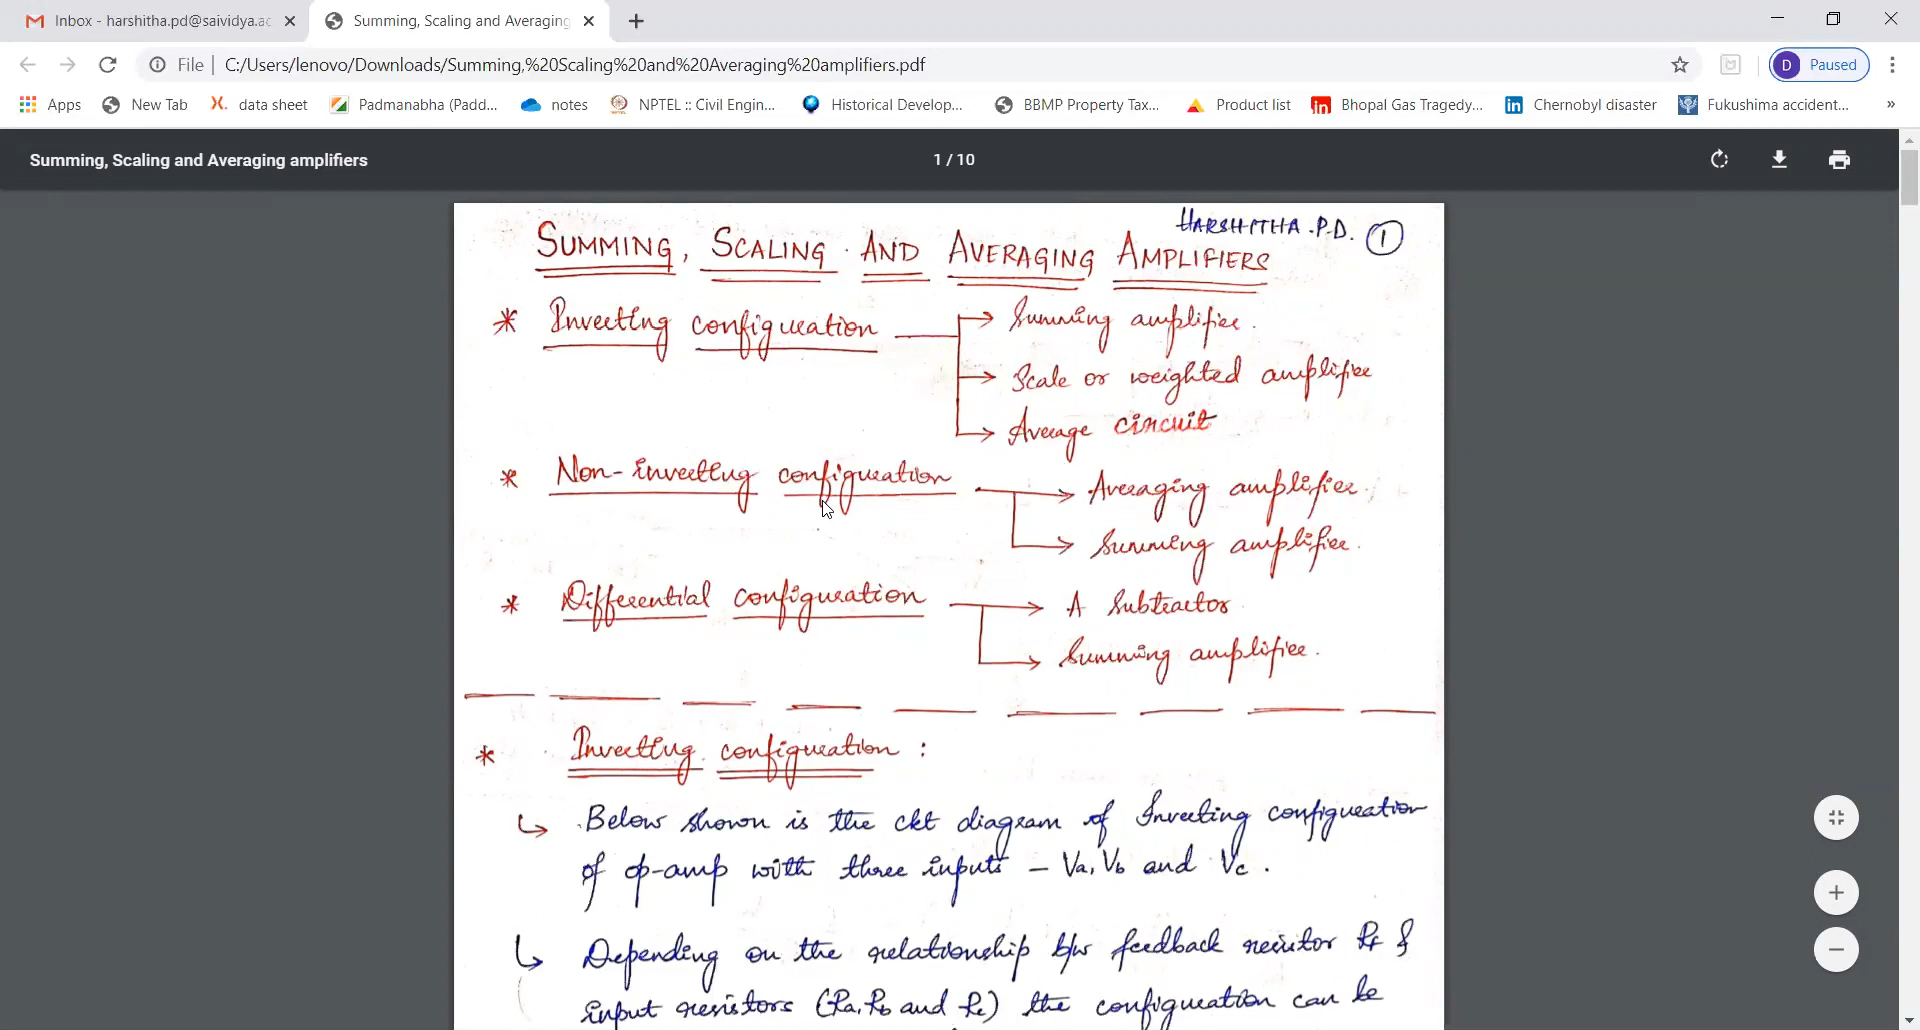 Inbox - harshitha.pd@saividya.ac
Summing, Scaling and Averaging
File | C:/Users/lenovo/Downloads/Summing,%20Scaling%20and%20Averaging%20amplifiers.pdf
D Paused
Apps New Tab data sheet Padmanabha (Padd... notes NPTEL :: Civil Engin... Historical Develop... BBMP Property Tax... Product list Bhopal Gas Tragedy... Chernobyl disaster Fukushima accident... »
Summing, Scaling and Averaging amplifiers
1 / 10
HARSHITHA .P.D. 1
SUMMING, SCALING AND AVERAGING AMPLIFIERS
* Inverting configuration → Summing amplifier.
→ Scale or weighted amplifier
→ Average circuit
* Non-inverting configuration → Averaging amplifier.
→ Summing amplifier.
* Differential configuration → A Subtractor
→ Summing amplifier.
* Inverting configuration :
↳ Below shown is the ckt diagram of Inverting configuration
of op-amp with three inputs – Va, Vb and Vc.
↳ Depending on the relationship b/w feedback resistor Rf &
input resistors (Ra, Rb and Rc) the configuration can be